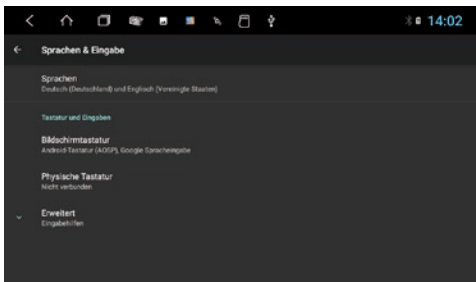 14:02
Sprachen & Eingabe
Sprachen
Deutsch (Deutschland) und Englisch (Vereinigte Staaten)
Tastatur und Eingaben
Bildschirmtastatur
Android-Tastatur (AOSP), Google Spracheingabe
Physische Tastatur
Nicht verbunden
Erweitert
Eingabehilfen